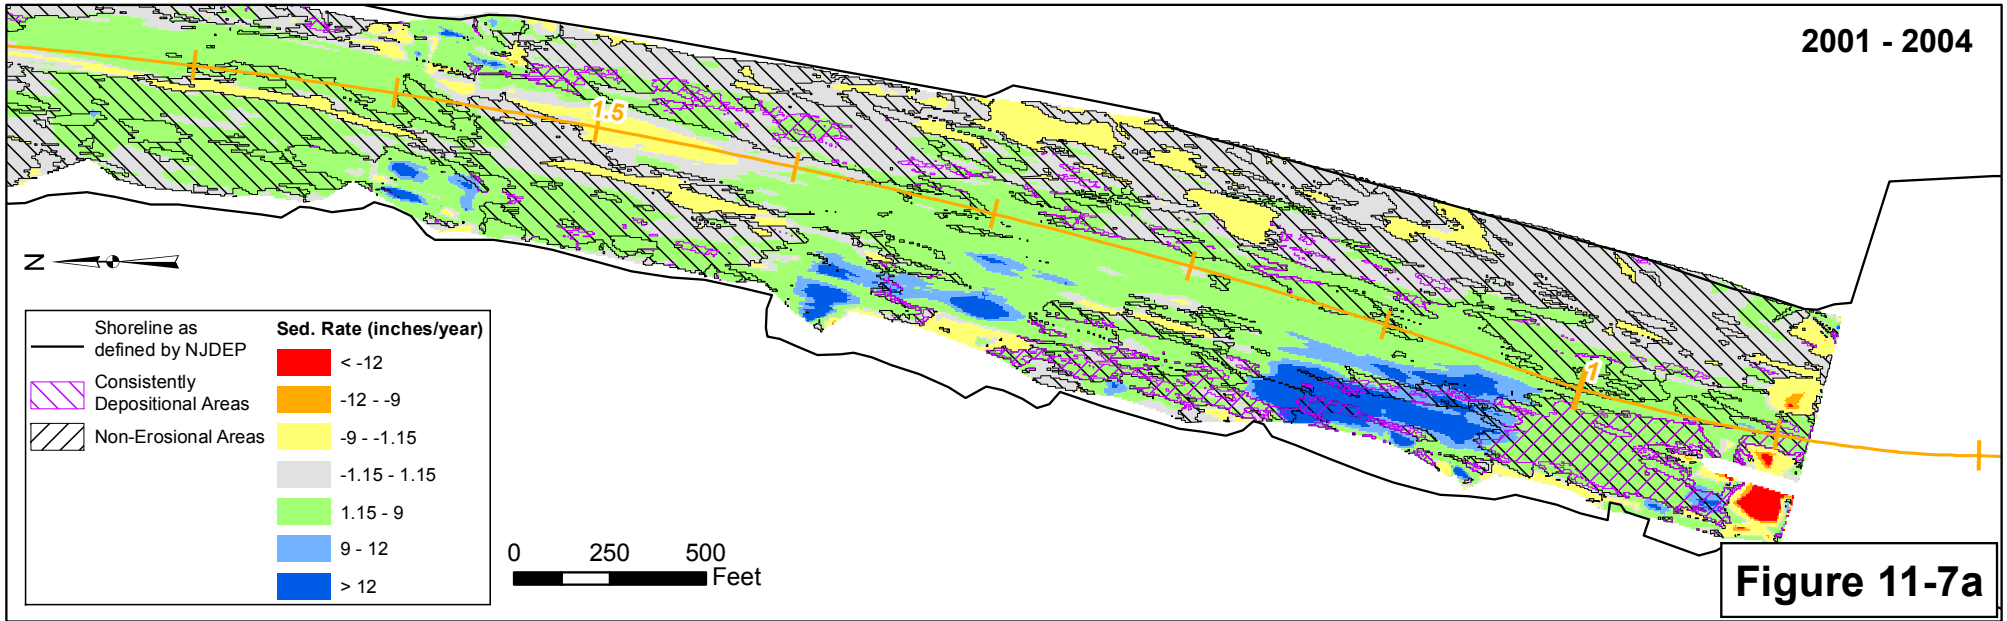 2001 - 2004
1.5
1
N
Shoreline as
defined by NJDEP
Consistently
Depositional Areas
Non-Erosional Areas
Sed. Rate (inches/year)
< -12
-12 - -9
-9 - -1.15
-1.15 - 1.15
1.15 - 9
9 - 12
> 12
0 250 500
Feet
Figure 11-7a